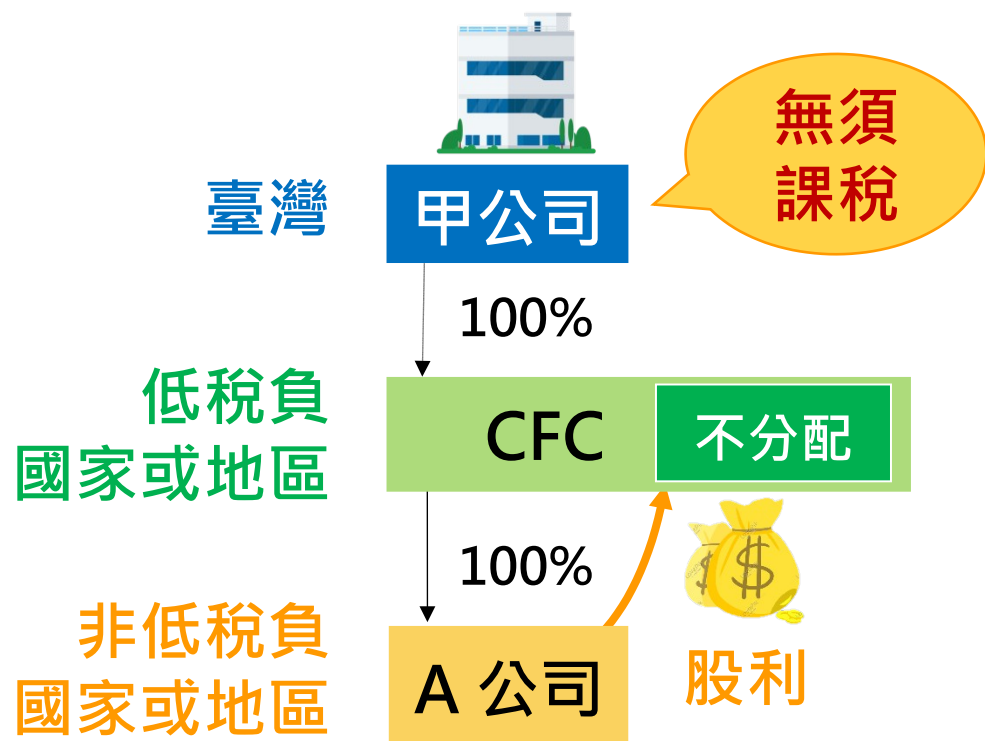 無須
課稅
臺灣
甲公司
100%
低稅負
國家或地區
CFC
不分配
100%
非低稅負
國家或地區
A 公司
股利